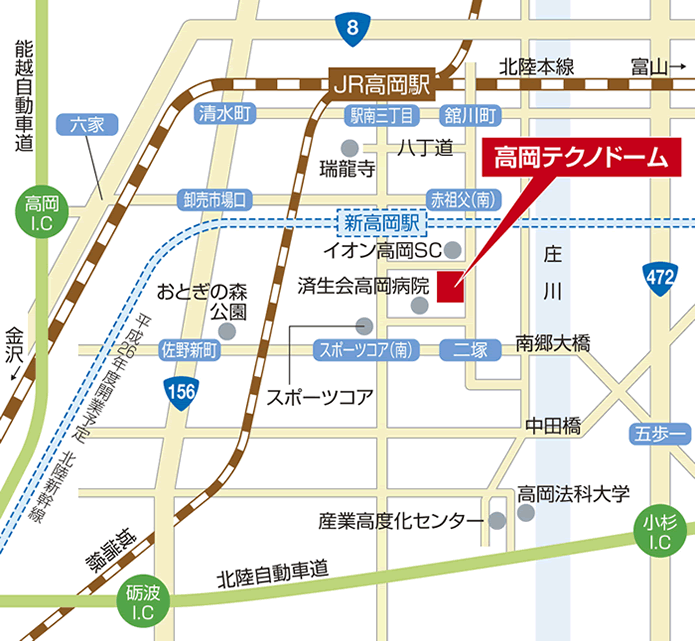 8
能越自動車道
JR高岡駅
北陸本線
富山→
清水町
駅南三丁目
舘川町
六家
八丁道
瑞龍寺
高岡テクノドーム
高岡
I.C
卸売市場口
赤祖父(南)
新高岡駅
イオン高岡SC
庄川
472
済生会高岡病院
おとぎの森
公園
金沢
←
平成26年度開業予定 北陸新幹線
佐野新町
スポーツコア(南)
二塚
南郷大橋
156
スポーツコア
中田橋
五歩一
高岡法科大学
産業高度化センター
小杉
I.C
城端線
北陸自動車道
砺波
I.C